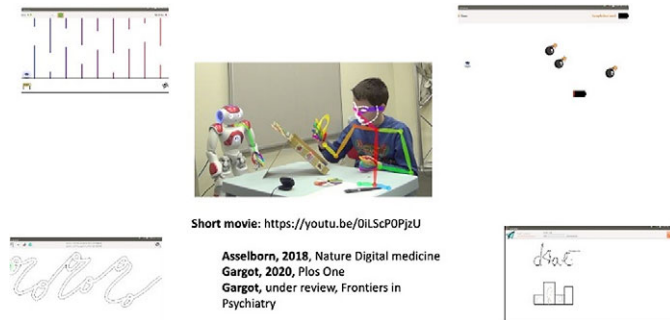 Short movie: https://youtu.be/0iLScP0PjzU
Asselborn, 2018, Nature Digital medicine
Gargot, 2020, Plos One
Gargot, under review, Frontiers in
Psychiatry